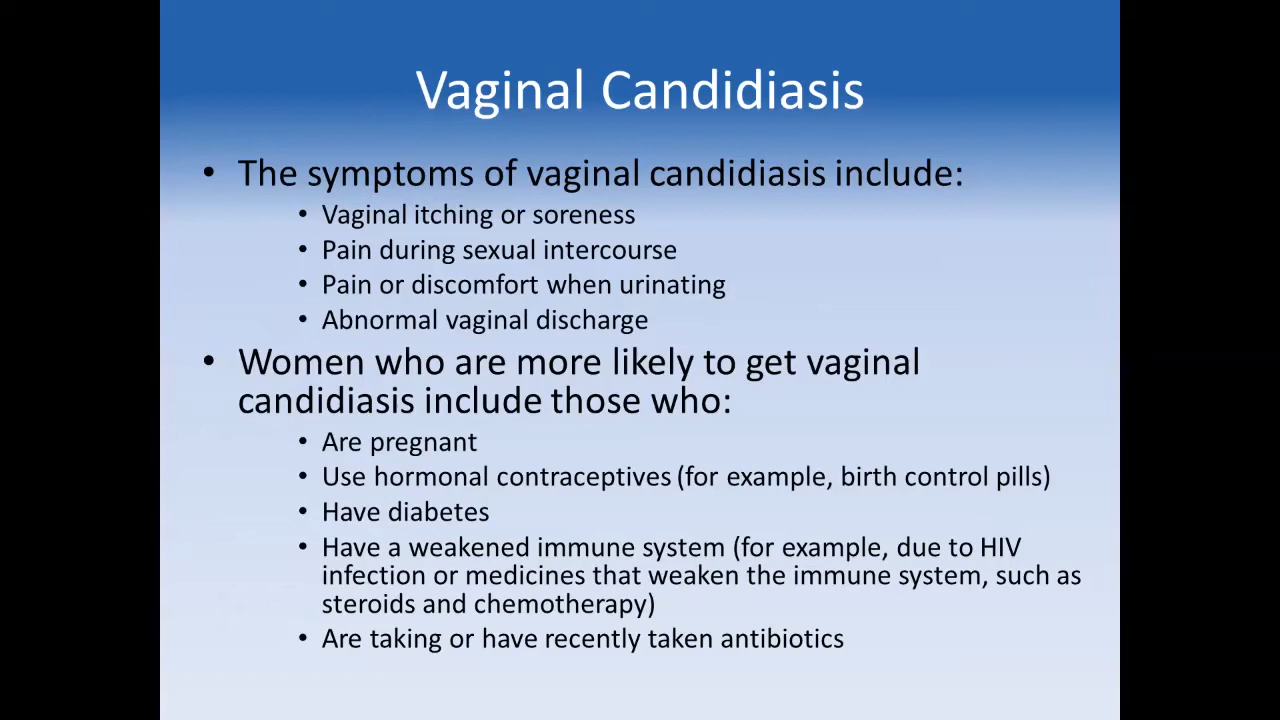 Vaginal Candidiasis
• The symptoms of vaginal candidiasis include:
• Vaginal itching or soreness
• Pain during sexual intercourse
• Pain or discomfort when urinating
• Abnormal vaginal discharge
• Women who are more likely to get vaginal
candidiasis include those who:
• Are pregnant
• Use hormonal contraceptives (for example, birth control pills)
• Have diabetes
• Have a weakened immune system (for example, due to HIV
infection or medicines that weaken the immune system, such as
steroids and chemotherapy)
• Are taking or have recently taken antibiotics